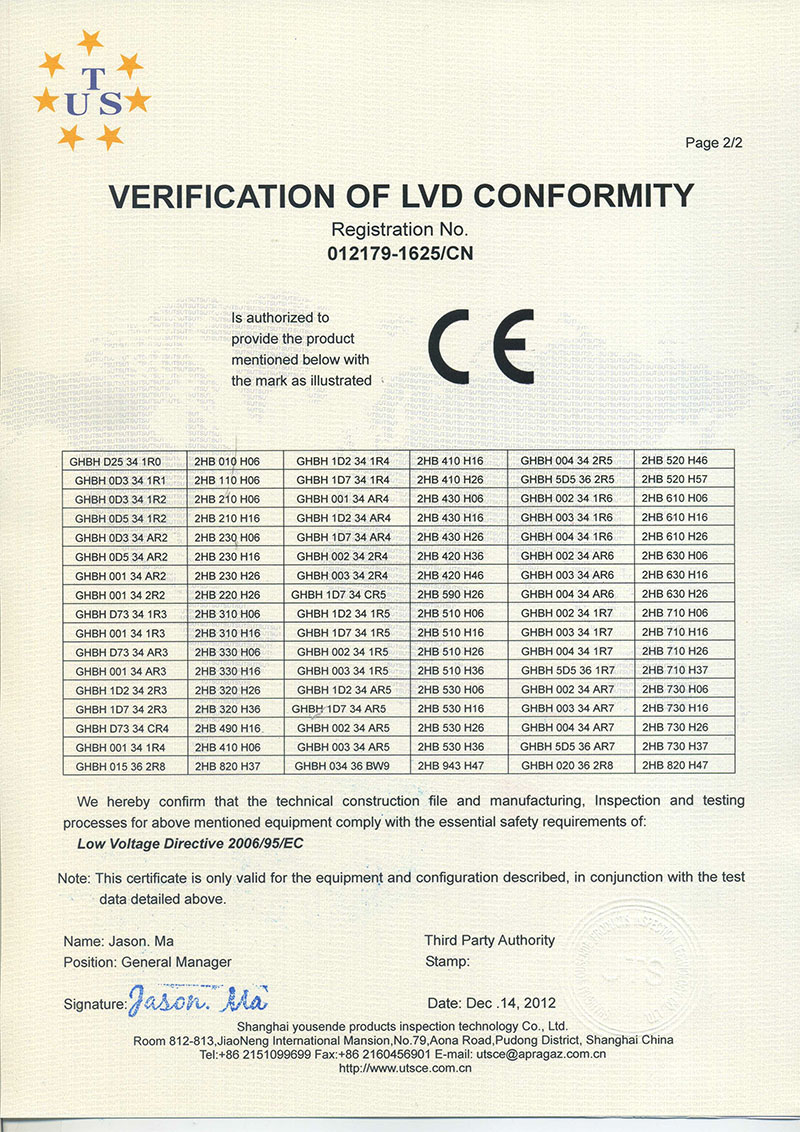 T
US
Page 2/2
VERIFICATION OF LVD CONFORMITY
Registration No.
012179-1625/CN
Is authorized to
provide the product
mentioned below with
the mark as illustrated
CE
GHBH D25 34 1R0 2HB 010 H06 GHBH 1D2 34 1R4 2HB 410 H16 GHBH 004 34 2R5 2HB 520 H46
GHBH 0D3 34 1R1 2HB 110 H06 GHBH 1D7 34 1R4 2HB 410 H26 GHBH 5D5 36 2R5 2HB 520 H57
GHBH 0D3 34 1R2 2HB 210 H06 GHBH 001 34 AR4 2HB 430 H06 GHBH 002 34 1R6 2HB 610 H06
GHBH 0D5 34 1R2 2HB 210 H16 GHBH 1D2 34 AR4 2HB 430 H16 GHBH 003 34 1R6 2HB 610 H16
GHBH 0D3 34 AR2 2HB 230 H06 GHBH 1D7 34 AR4 2HB 430 H26 GHBH 004 34 1R6 2HB 610 H26
GHBH 0D5 34 AR2 2HB 230 H16 GHBH 002 34 2R4 2HB 420 H36 GHBH 002 34 AR6 2HB 630 H06
GHBH 001 34 AR2 2HB 230 H26 GHBH 003 34 2R4 2HB 420 H46 GHBH 003 34 AR6 2HB 630 H16
GHBH 001 34 2R2 2HB 220 H26 GHBH 1D7 34 CR5 2HB 590 H26 GHBH 004 34 AR6 2HB 630 H26
GHBH D73 34 1R3 2HB 310 H06 GHBH 1D2 34 1R5 2HB 510 H06 GHBH 002 34 1R7 2HB 710 H06
GHBH 001 34 1R3 2HB 310 H16 GHBH 1D7 34 1R5 2HB 510 H16 GHBH 003 34 1R7 2HB 710 H16
GHBH D73 34 AR3 2HB 330 H06 GHBH 002 34 1R5 2HB 510 H26 GHBH 004 34 1R7 2HB 710 H26
GHBH 001 34 AR3 2HB 330 H16 GHBH 003 34 1R5 2HB 510 H36 GHBH 5D5 36 1R7 2HB 710 H37
GHBH 1D2 34 2R3 2HB 320 H26 GHBH 1D2 34 AR5 2HB 530 H06 GHBH 002 34 AR7 2HB 730 H06
GHBH 1D7 34 2R3 2HB 320 H36 GHBH 1D7 34 AR5 2HB 530 H16 GHBH 003 34 AR7 2HB 730 H16
GHBH D73 34 CR4 2HB 490 H16 GHBH 002 34 AR5 2HB 530 H26 GHBH 004 34 AR7 2HB 730 H26
GHBH 001 34 1R4 2HB 410 H06 GHBH 003 34 AR5 2HB 530 H36 GHBH 5D5 36 AR7 2HB 730 H37
GHBH 015 36 2R8 2HB 820 H37 GHBH 034 36 BW9 2HB 943 H47 GHBH 020 36 2R8 2HB 820 H47
We hereby confirm that the technical construction file and manufacturing, Inspection and testing
processes for above mentioned equipment comply with the essential safety requirements of:
Low Voltage Directive 2006/95/EC
Note: This certificate is only valid for the equipment and configuration described, in conjunction with the test
data detailed above.
Name: Jason. Ma
Position: General Manager
Signature: Jason. Ma
Third Party Authority
Stamp:
UTS
Date: Dec .14, 2012
Shanghai yousende products inspection technology Co., Ltd.
Room 812-813,JiaoNeng International Mansion,No.79,Aona Road,Pudong District, Shanghai China
Tel:+86 2151099699 Fax:+86 2160456901 E-mail: utsce@apragaz.com.cn
http://www.utsce.com.cn